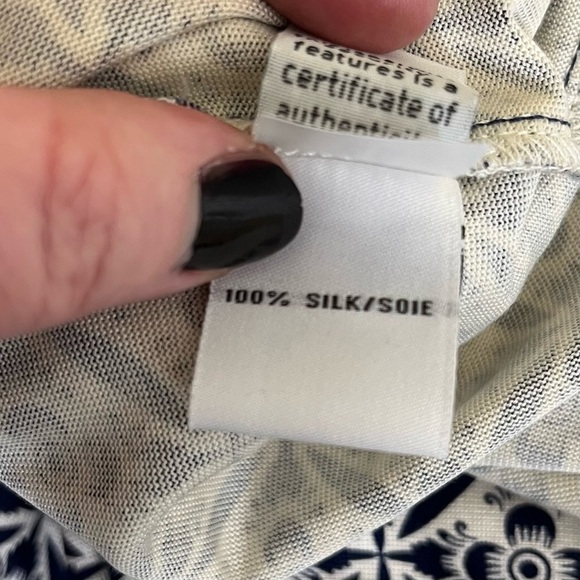 features is a
certificate of
100% SILK/SOIE